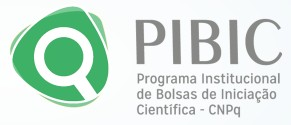 PIBIC
Programa Institucional
de Bolsas de Iniciação
Científica - CNPq